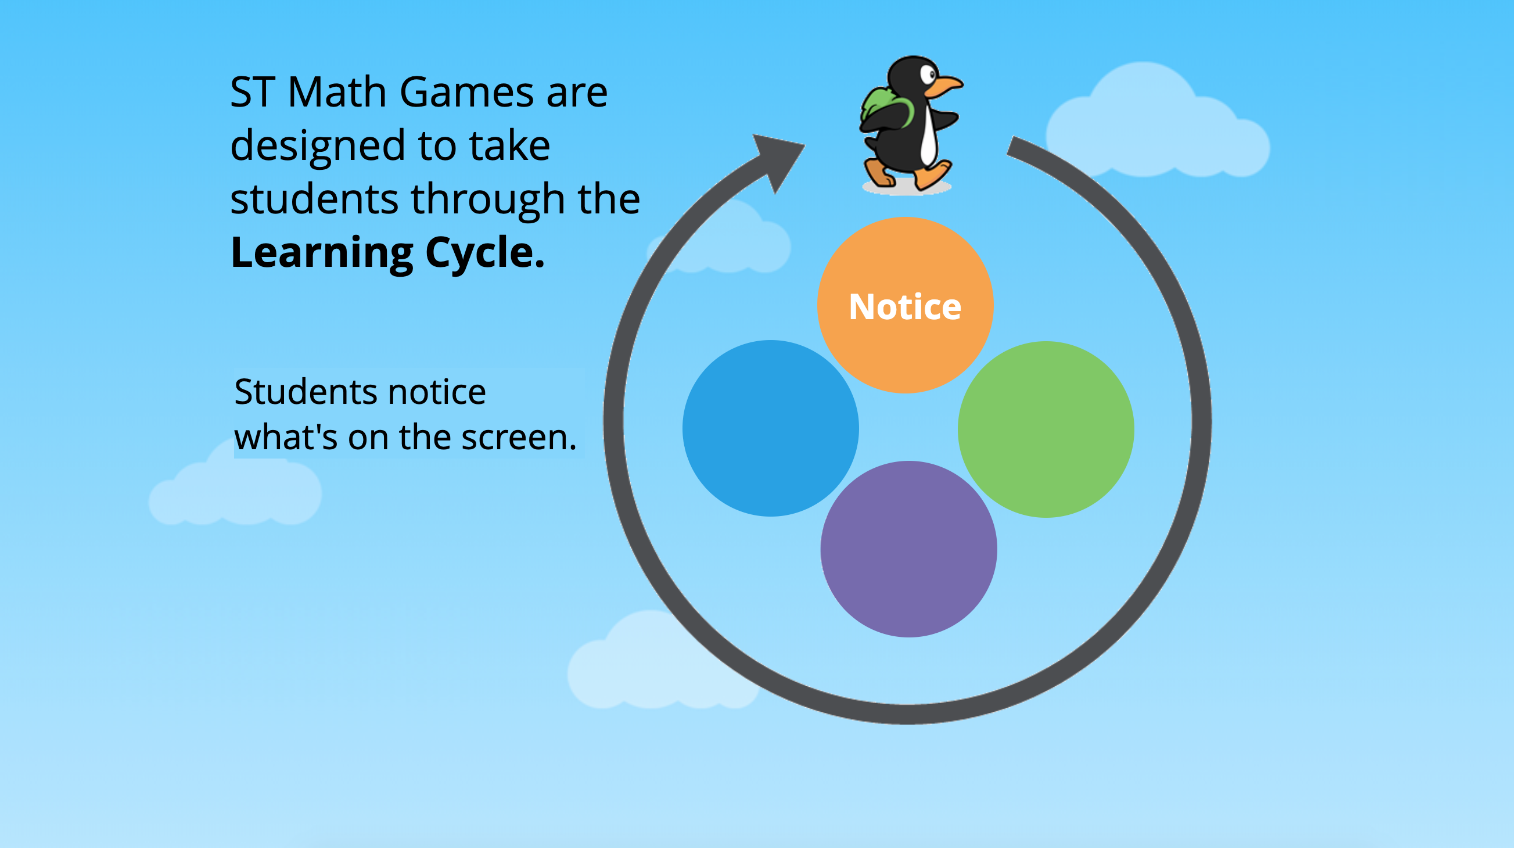 ST Math Games are
designed to take
students through the
Learning Cycle.
Notice
Students notice
what's on the screen.